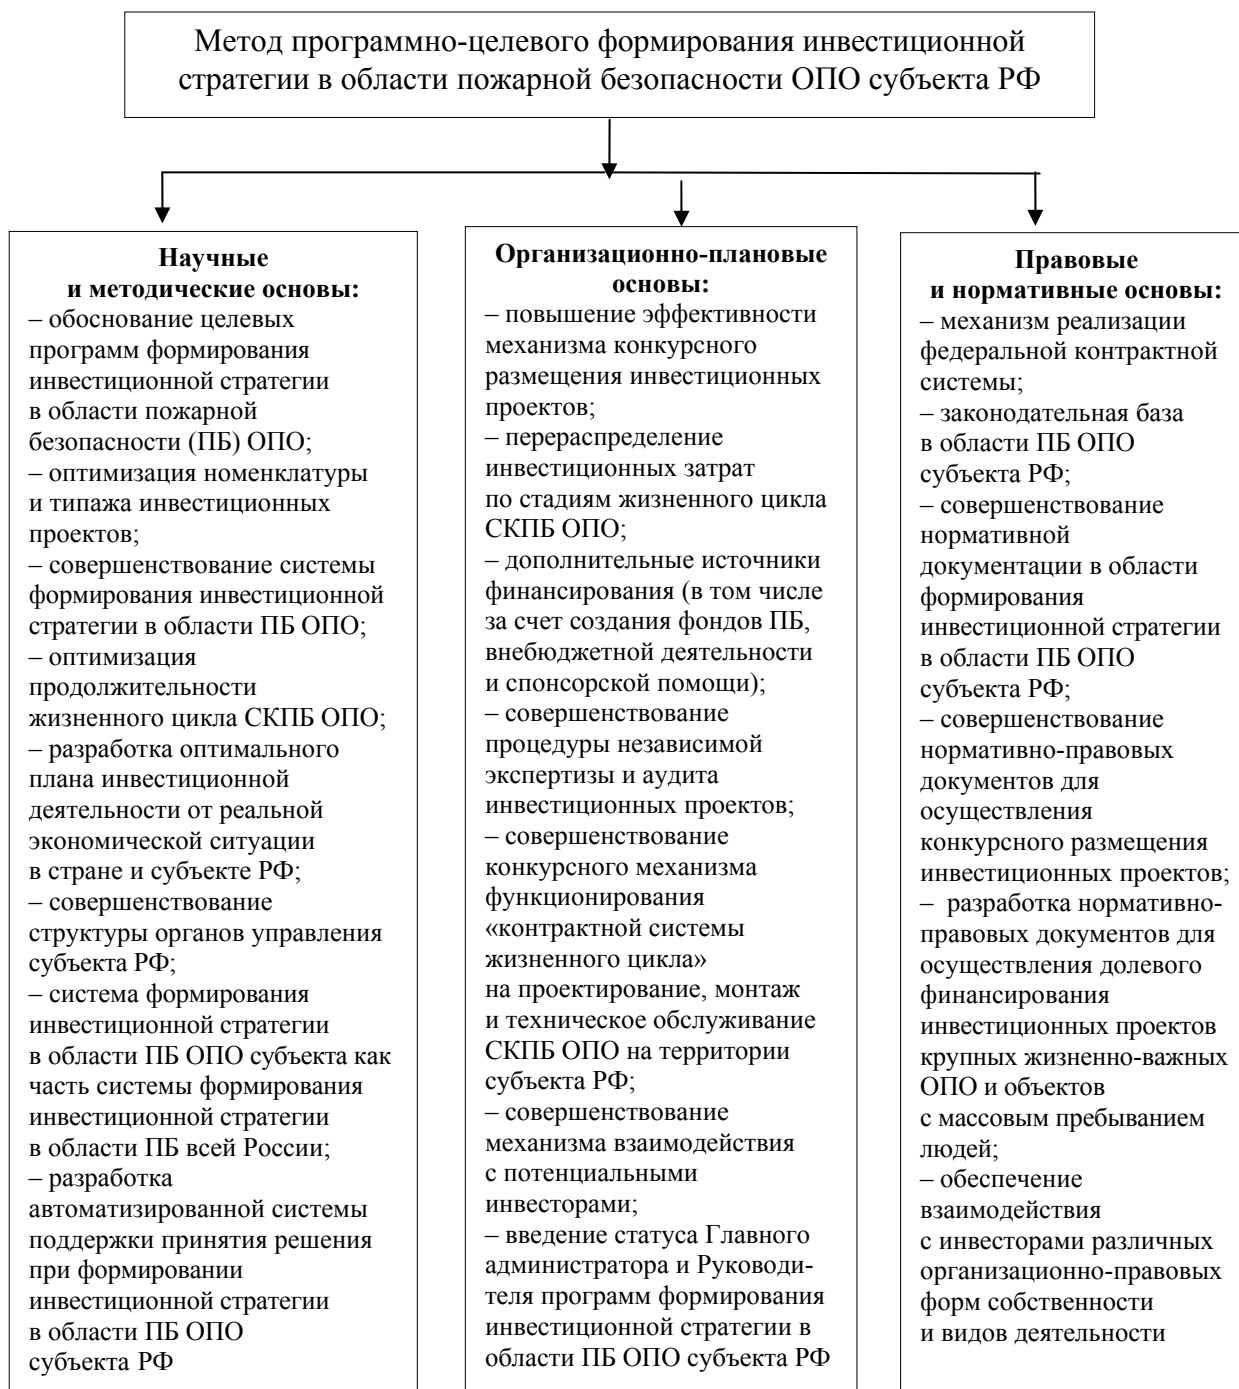 Метод программно-целевого формирования инвестиционной
стратегии в области пожарной безопасности ОПО субъекта РФ
Научные
и методические основы:
– обоснование целевых
программ формирования
инвестиционной стратегии
в области пожарной
безопасности (ПБ) ОПО;
– оптимизация номенклатуры
и типажа инвестиционных
проектов;
– совершенствование системы
формирования инвестиционной
стратегии в области ПБ ОПО;
– оптимизация
продолжительности
жизненного цикла СКПБ ОПО;
– разработка оптимального
плана инвестиционной
деятельности от реальной
экономической ситуации
в стране и субъекте РФ;
– совершенствование
структуры органов управления
субъекта РФ;
– система формирования
инвестиционной стратегии
в области ПБ ОПО субъекта как
часть системы формирования
инвестиционной стратегии
в области ПБ всей России;
– разработка
автоматизированной системы
поддержки принятия решения
при формировании
инвестиционной стратегии
в области ПБ ОПО
субъекта РФ
Организационно-плановые
основы:
– повышение эффективности
механизма конкурсного
размещения инвестиционных
проектов;
– перераспределение
инвестиционных затрат
по стадиям жизненного цикла
СКПБ ОПО;
– дополнительные источники
финансирования (в том числе
за счет создания фондов ПБ,
внебюджетной деятельности
и спонсорской помощи);
– совершенствование
процедуры независимой
экспертизы и аудита
инвестиционных проектов;
– совершенствование
конкурсного механизма
функционирования
«контрактной системы
жизненного цикла»
на проектирование, монтаж
и техническое обслуживание
СКПБ ОПО на территории
субъекта РФ;
– совершенствование
механизма взаимодействия
с потенциальными
инвесторами;
– введение статуса Главного
администратора и Руководи-
теля программ формирования
инвестиционной стратегии в
области ПБ ОПО субъекта РФ
Правовые
и нормативные основы:
– механизм реализации
федеральной контрактной
системы;
– законодательная база
в области ПБ ОПО
субъекта РФ;
– совершенствование
нормативной
документации в области
формирования
инвестиционной стратегии
в области ПБ ОПО
субъекта РФ;
– совершенствование
нормативно-правовых
документов для
осуществления
конкурсного размещения
инвестиционных проектов;
– разработка нормативно-
правовых документов для
осуществления долевого
финансирования
инвестиционных проектов
крупных жизненно-важных
ОПО и объектов
с массовым пребыванием
людей;
– обеспечение
взаимодействия
с инвесторами различных
организационно-правовых
форм собственности
и видов деятельности